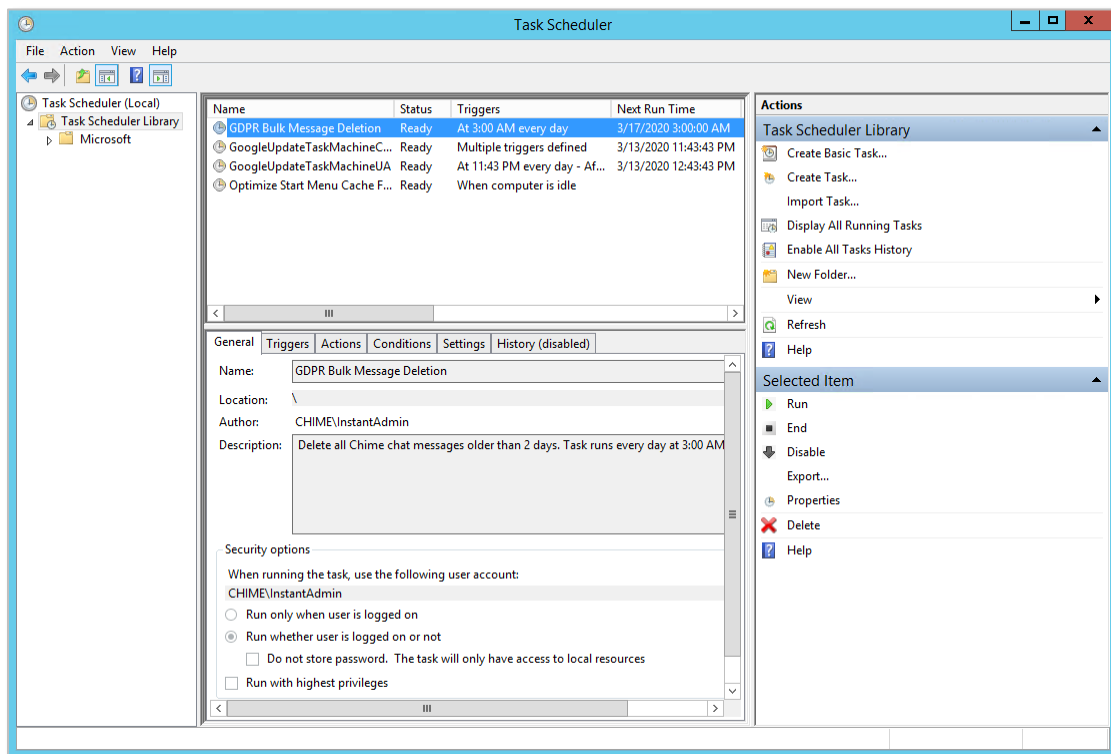 Task Scheduler
File Action View Help
Task Scheduler (Local)
Task Scheduler Library
Microsoft
Name Status Triggers Next Run Time
GDPR Bulk Message Deletion Ready At 3:00 AM every day 3/17/2020 3:00:00 AM
GoogleUpdateTaskMachineC... Ready Multiple triggers defined 3/13/2020 11:43:43 PM
GoogleUpdateTaskMachineUA Ready At 11:43 PM every day - Af... 3/13/2020 12:43:43 PM
Optimize Start Menu Cache F... Ready When computer is idle
General Triggers Actions Conditions Settings History (disabled)
Name: GDPR Bulk Message Deletion
Location: \
Author: CHIME\InstantAdmin
Description: Delete all Chime chat messages older than 2 days. Task runs every day at 3:00 AM
Security options
When running the task, use the following user account:
CHIME\InstantAdmin
Run only when user is logged on
Run whether user is logged on or not
Do not store password. The task will only have access to local resources
Run with highest privileges
Actions
Task Scheduler Library
Create Basic Task...
Create Task...
Import Task...
Display All Running Tasks
Enable All Tasks History
New Folder...
View
Refresh
Help
Selected Item
Run
End
Disable
Export...
Properties
Delete
Help